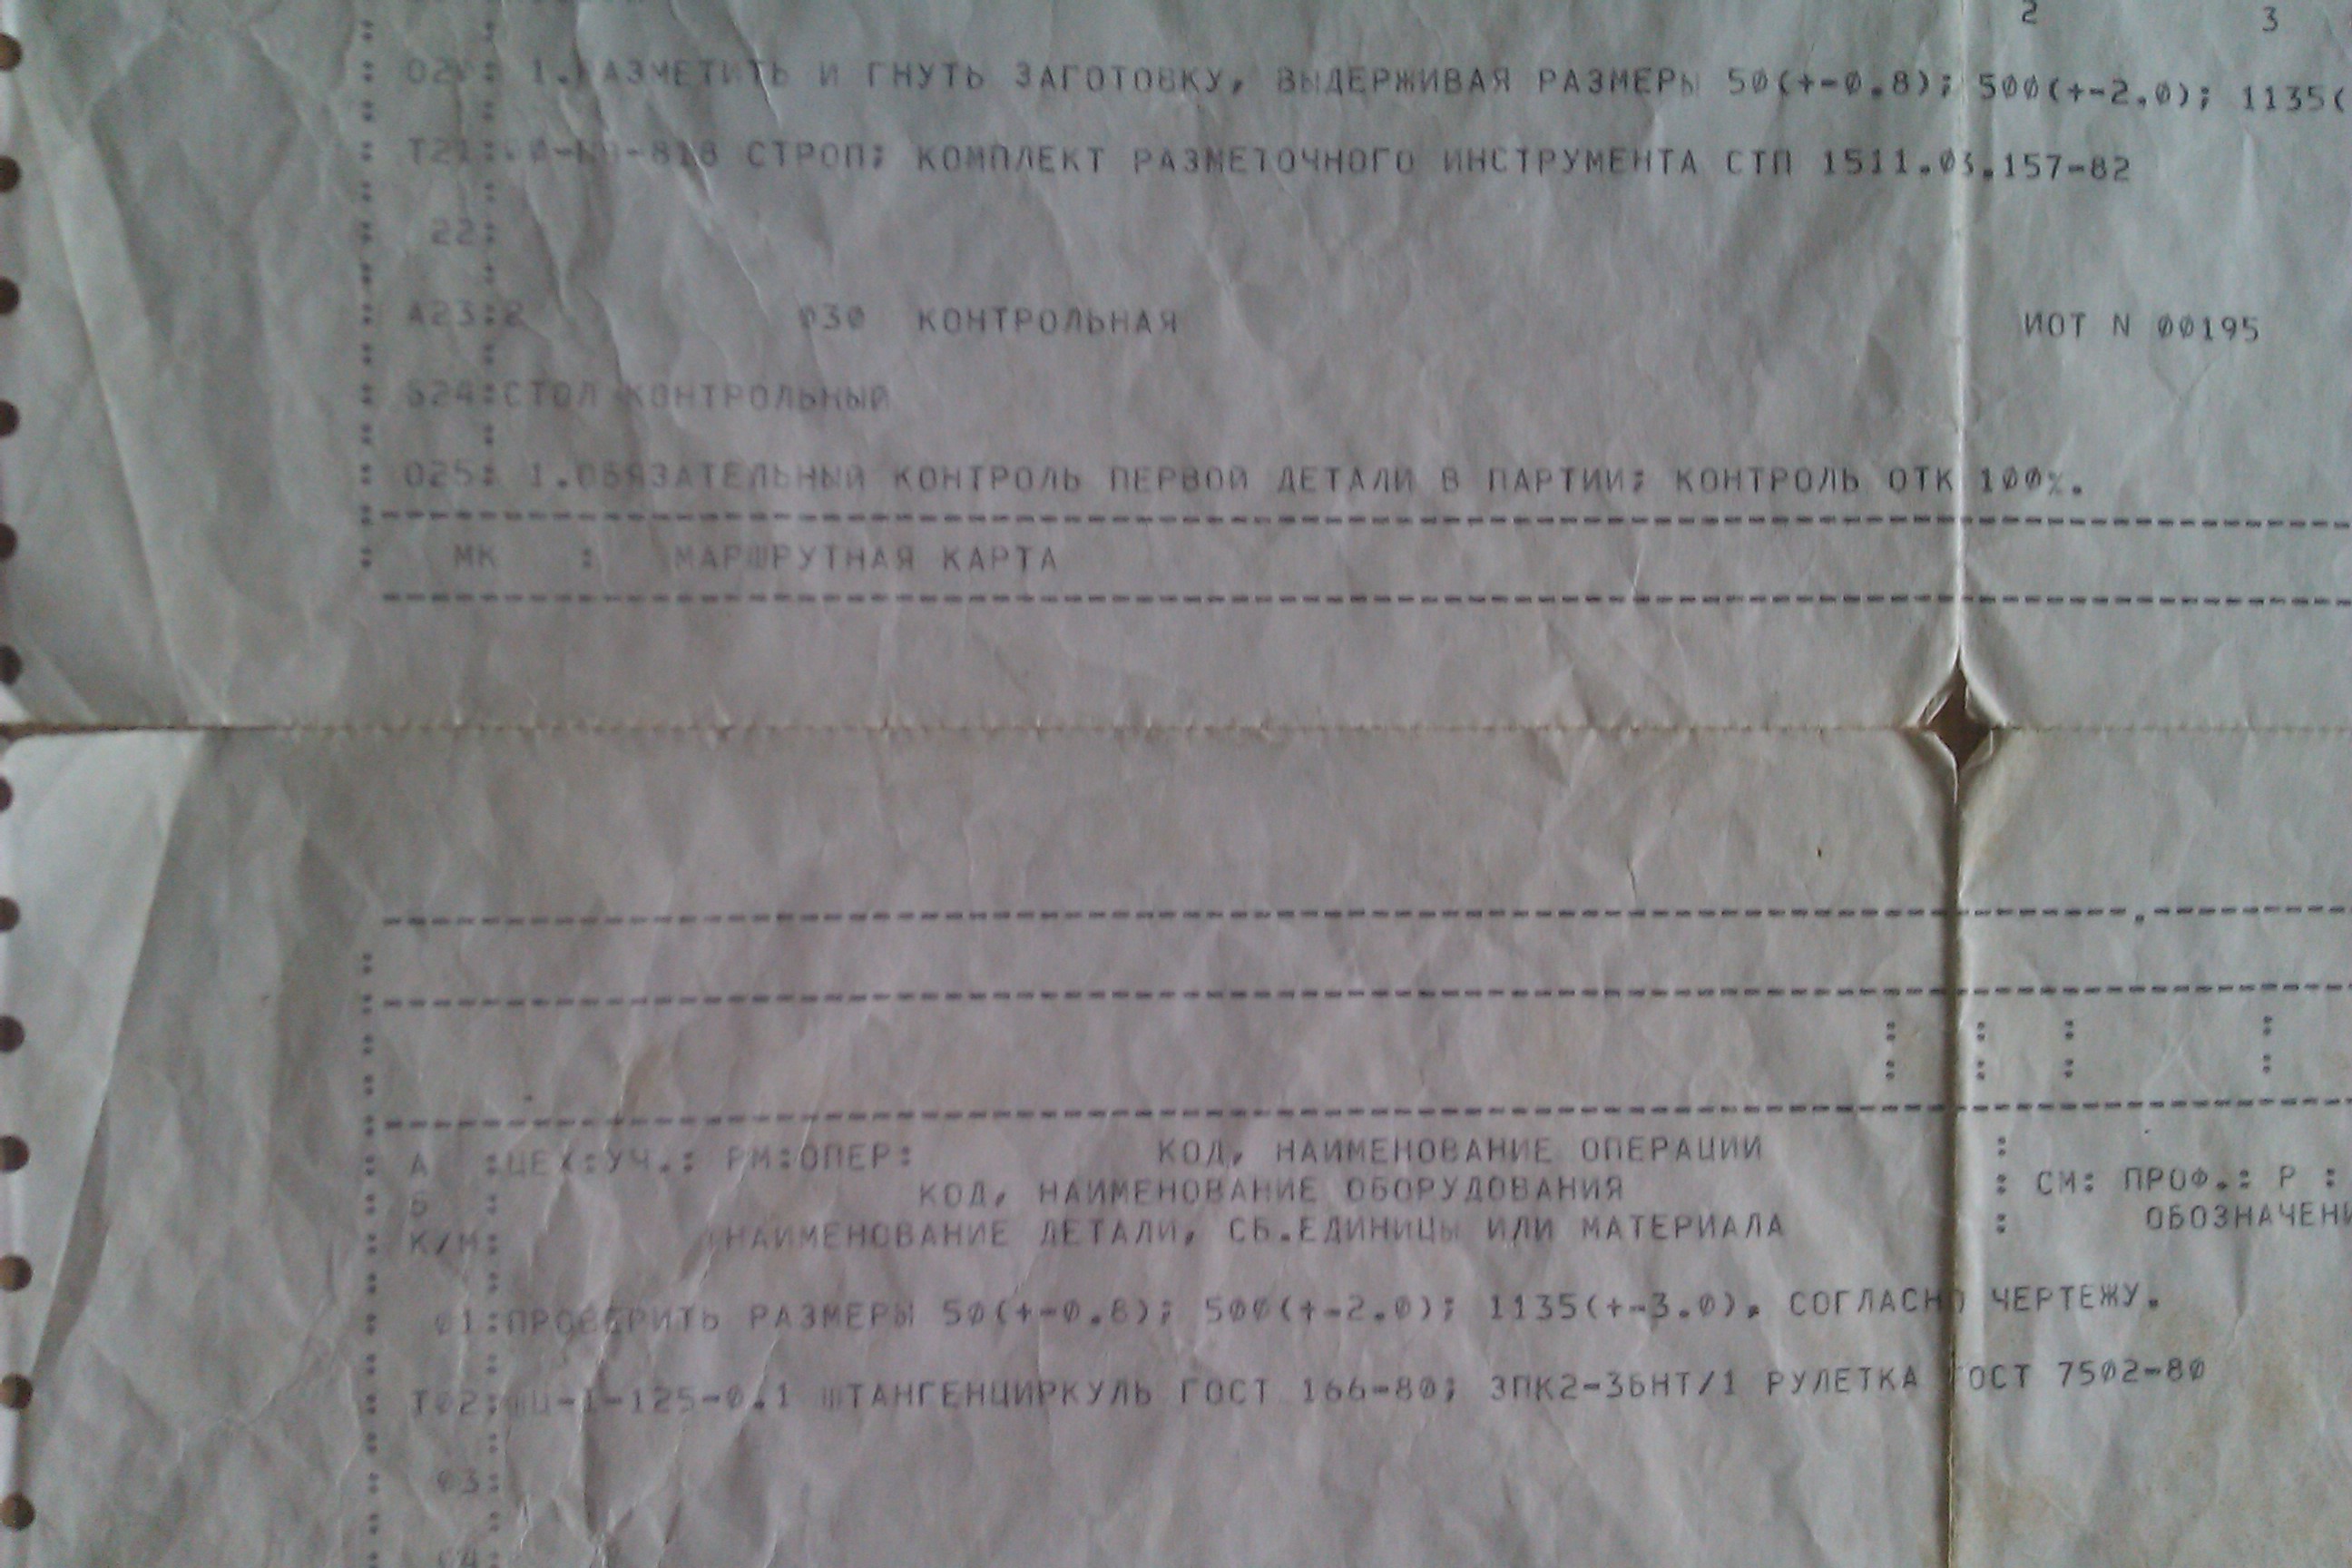 2 3
О20: 1.РАЗМЕТИТЬ И ГНУТЬ ЗАГОТОВКУ, ВЫДЕРЖИВАЯ РАЗМЕРЫ 50(+-0.8); 500(+-2.0); 1135(
Т21: СТРОП; КОМПЛЕКТ РАЗМЕТОЧНОГО ИНСТРУМЕНТА СТП 1511.03.157-82
22:
А23:2 030 КОНТРОЛЬНАЯ ИОТ N 00195
Б24:СТОЛ КОНТРОЛЬНЫЙ
О25: 1.ОБЯЗАТЕЛЬНЫЙ КОНТРОЛЬ ПЕРВОЙ ДЕТАЛИ В ПАРТИИ; КОНТРОЛЬ ОТК 100%.
МК : МАРШРУТНАЯ КАРТА
А :ЦЕХ:УЧ.: РМ:ОПЕР: КОД, НАИМЕНОВАНИЕ ОПЕРАЦИИ :
Б : КОД, НАИМЕНОВАНИЕ ОБОРУДОВАНИЯ : СМ: ПРОФ.: Р :
К/М: НАИМЕНОВАНИЕ ДЕТАЛИ, СБ.ЕДИНИЦЫ ИЛИ МАТЕРИАЛА : ОБОЗНАЧЕНИ
01:ПРОВЕРИТЬ РАЗМЕРЫ 50(+-0.8); 500(+-2.0); 1135(+-3.0). СОГЛАСНО ЧЕРТЕЖУ.
Т02:ШЦ-1-125-0.1 ШТАНГЕНЦИРКУЛЬ ГОСТ 166-80; ЗПК2-3БНТ/1 РУЛЕТКА ГОСТ 7502-80
03:
04: